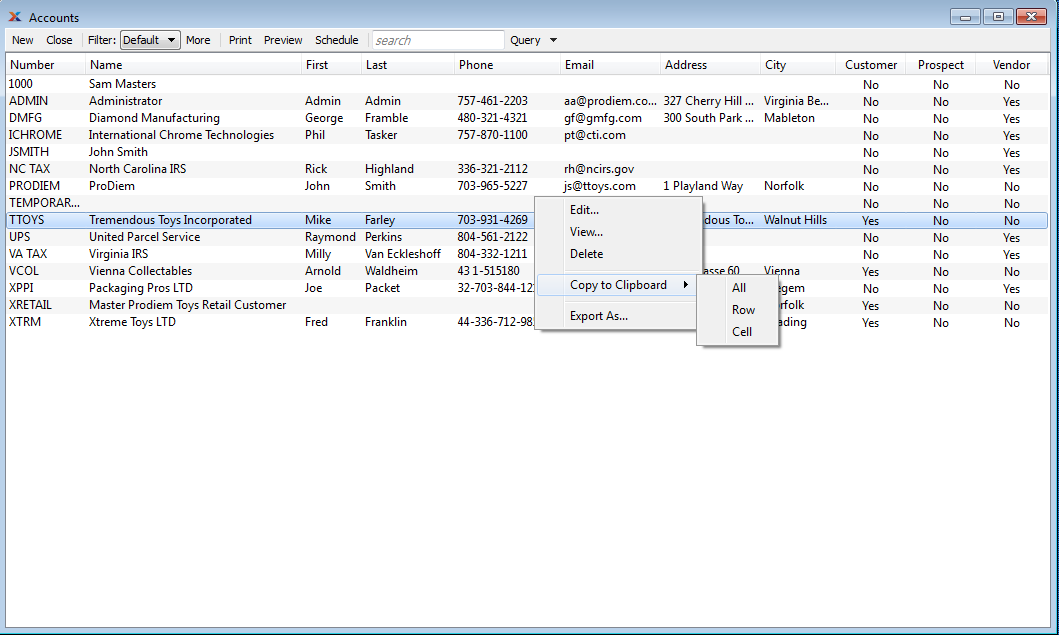 Accounts
New Close Filter: Default More Print Preview Schedule search Query
Number Name First Last Phone Email Address City Customer Prospect Vendor
1000 Sam Masters No No No
ADMIN Administrator Admin Admin 757-461-2203 aa@prodiem.co... 327 Cherry Hill ... Virginia Be... No No Yes
DMFG Diamond Manufacturing George Framble 480-321-4321 gf@gmfg.com 300 South Park ... Mableton No No Yes
ICHROME International Chrome Technologies Phil Tasker 757-870-1100 pt@cti.com No No Yes
JSMITH John Smith No No Yes
NC TAX North Carolina IRS Rick Highland 336-321-2112 rh@ncirs.gov No No Yes
PRODIEM ProDiem John Smith 703-965-5227 js@ttoys.com 1 Playland Way Norfolk No No Yes
TEMPORAR... No No No
TTOYS Tremendous Toys Incorporated Mike Farley 703-931-4269 Edit... dous To... Walnut Hills Yes No No
UPS United Parcel Service Raymond Perkins 804-561-2122 View... No No Yes
VA TAX Virginia IRS Milly Van Eckleshoff 804-332-1211 Delete No No Yes
VCOL Vienna Collectables Arnold Waldheim 43 1-515180 asse 60 Vienna Yes No No
XPPI Packaging Pros LTD Joe Packet 32-703-844-12 Copy to Clipboard All egem No No Yes
XRETAIL Master Prodiem Toys Retail Customer Row rfolk Yes No No
XTRM Xtreme Toys LTD Fred Franklin 44-336-712-98 Export As... Cell ading Yes No No